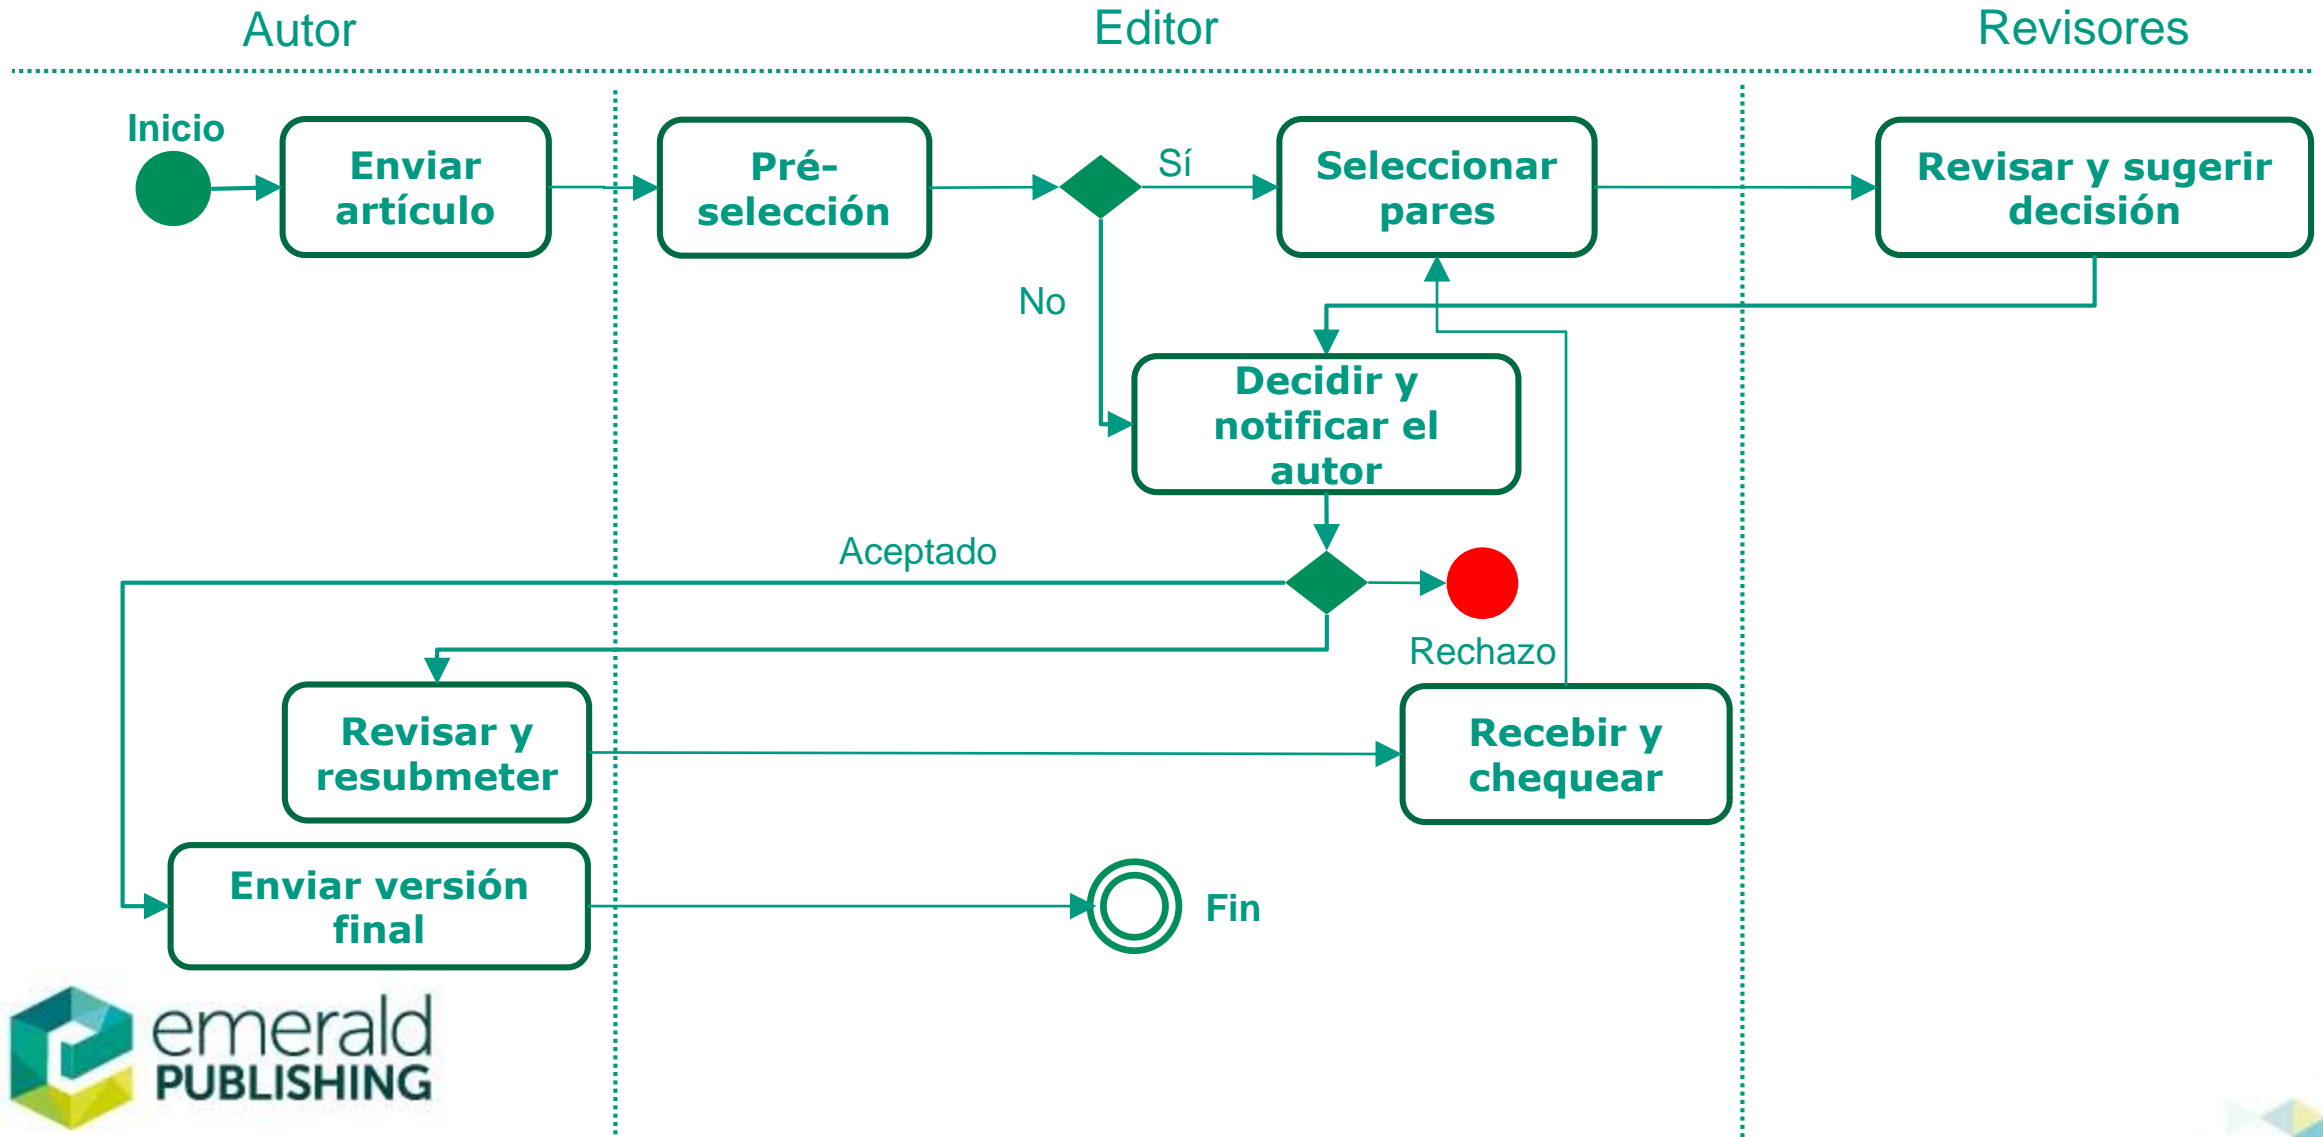 Autor
Editor
Revisores
Inicio
Enviar
artículo
Pré-
selección
Sí
Seleccionar
pares
Revisar y sugerir
decisión
No
Decidir y
notificar el
autor
Aceptado
Rechazo
Revisar y
resubmeter
Recebir y
chequear
Enviar versión
final
Fin
emerald
PUBLISHING